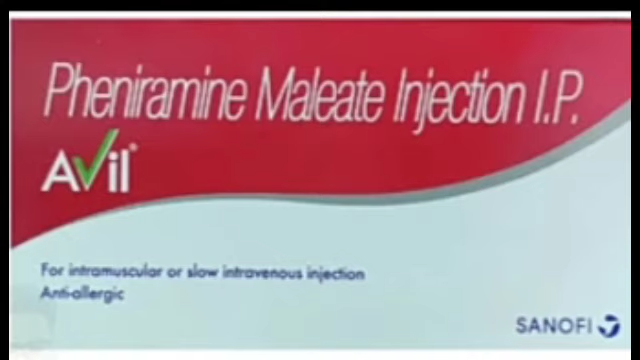 Pheniramine Maleate Injection I.P.
Avil®
For intramuscular or slow intravenous injection
Anti-allergic
SANOFI